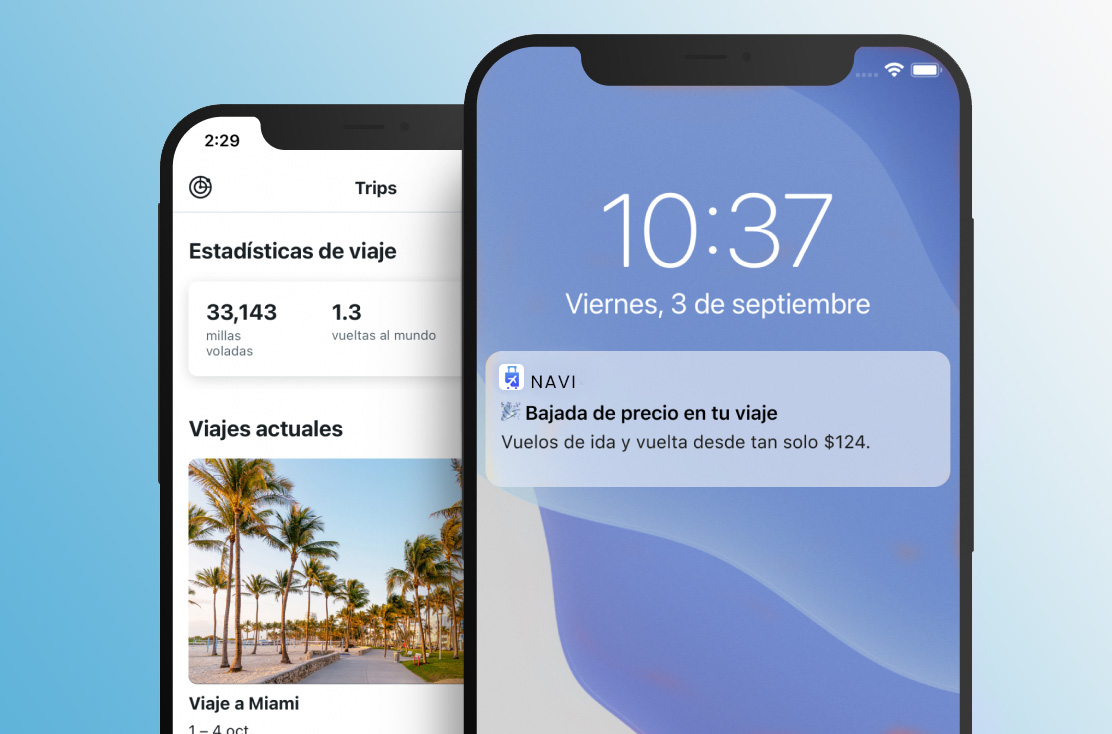 2:29
Trips
Estadísticas de viaje
33,143
millas
voladas
1.3
vueltas al mundo
Viajes actuales
Viaje a Miami
1 – 4 oct
10:37
Viernes, 3 de septiembre
NAVI
Bajada de precio en tu viaje
Vuelos de ida y vuelta desde tan solo $124.